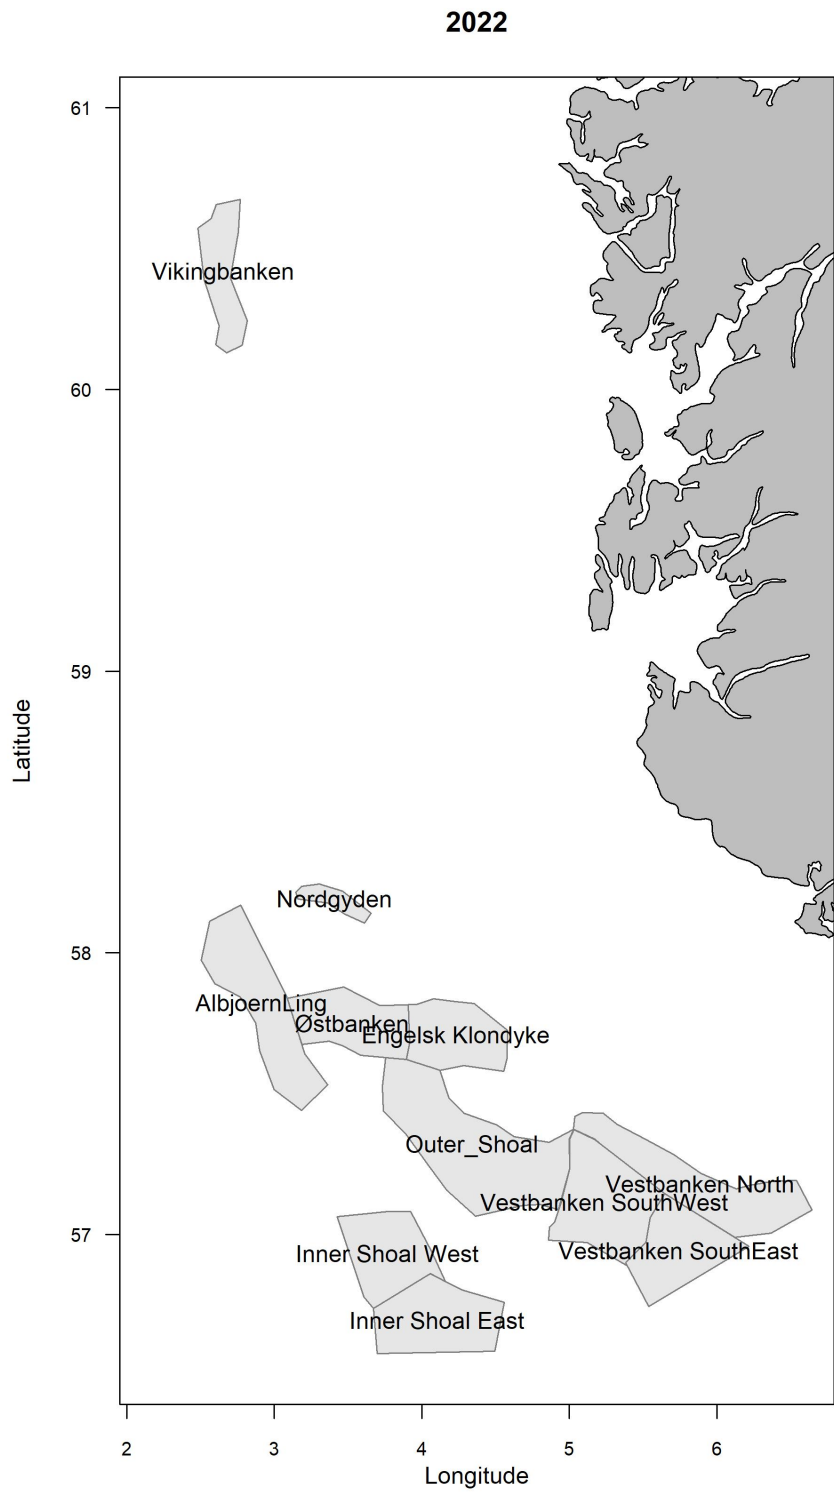 2022
61
Vikingbanken
60
59
Latitude
Nordgyden
58
AlbjoernLing
Østbanken
Engelsk Klondyke
Outer_Shoal
Vestbanken North
Vestbanken SouthWest
57
Vestbanken SouthEast
Inner Shoal West
Inner Shoal East
2 3 4 5 6
Longitude